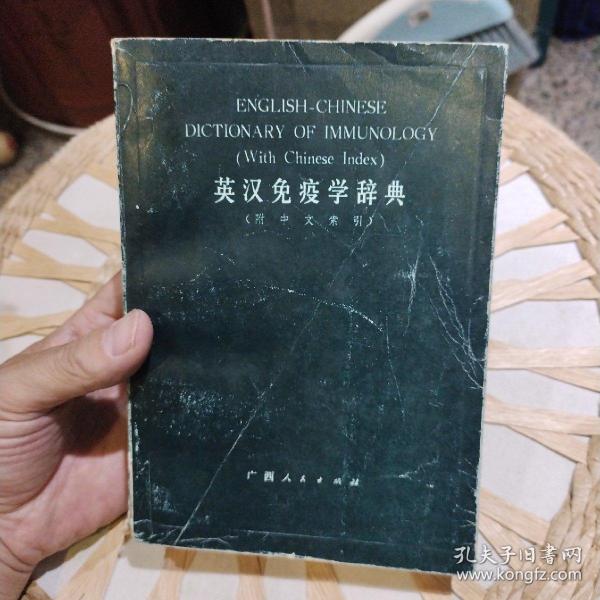 ENGLISH-CHINESE
DICTIONARY OF IMMUNOLOGY
(With Chinese Index)
英汉免疫学辞典
(附中文索引)
广西人民出版社
孔夫子旧书网
www.kongfz.com